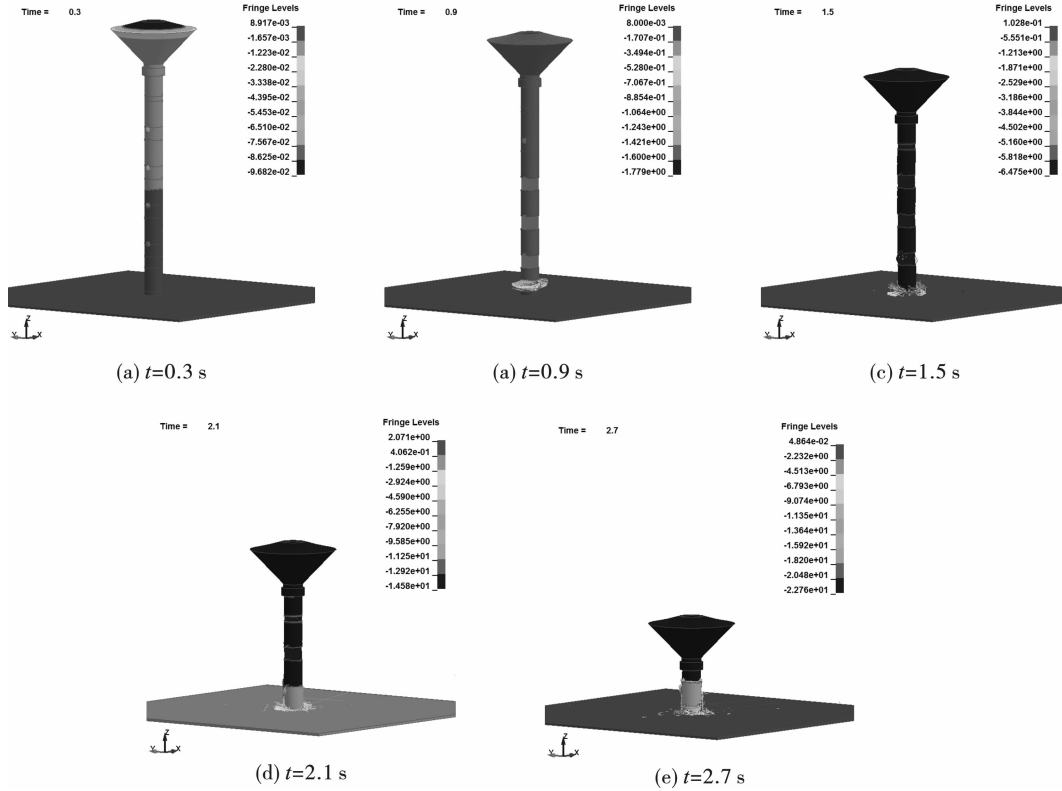 Time = 0.3
Fringe Levels
8.917e-03
-1.657e-03
-1.223e-02
-2.280e-02
-3.338e-02
-4.395e-02
-5.453e-02
-6.510e-02
-7.567e-02
-8.625e-02
-9.682e-02
Z
Y X
(a) t=0.3 s
Time = 0.9
Fringe Levels
8.000e-03
-1.707e-01
-3.494e-01
-5.280e-01
-7.067e-01
-8.854e-01
-1.064e+00
-1.243e+00
-1.421e+00
-1.600e+00
-1.779e+00
Z
Y X
(a) t=0.9 s
Time = 1.5
Fringe Levels
1.028e-01
-5.551e-01
-1.213e+00
-1.871e+00
-2.529e+00
-3.186e+00
-3.844e+00
-4.502e+00
-5.160e+00
-5.818e+00
-6.475e+00
Z
Y X
(c) t=1.5 s
Time = 2.1
Fringe Levels
2.071e+00
4.062e-01
-1.259e+00
-2.924e+00
-4.590e+00
-6.255e+00
-7.920e+00
-9.585e+00
-1.125e+01
-1.292e+01
-1.458e+01
Z
Y X
(d) t=2.1 s
Time = 2.7
Fringe Levels
4.864e-02
-2.232e+00
-4.513e+00
-6.793e+00
-9.074e+00
-1.135e+01
-1.364e+01
-1.592e+01
-1.820e+01
-2.048e+01
-2.276e+01
Z
Y X
(e) t=2.7 s